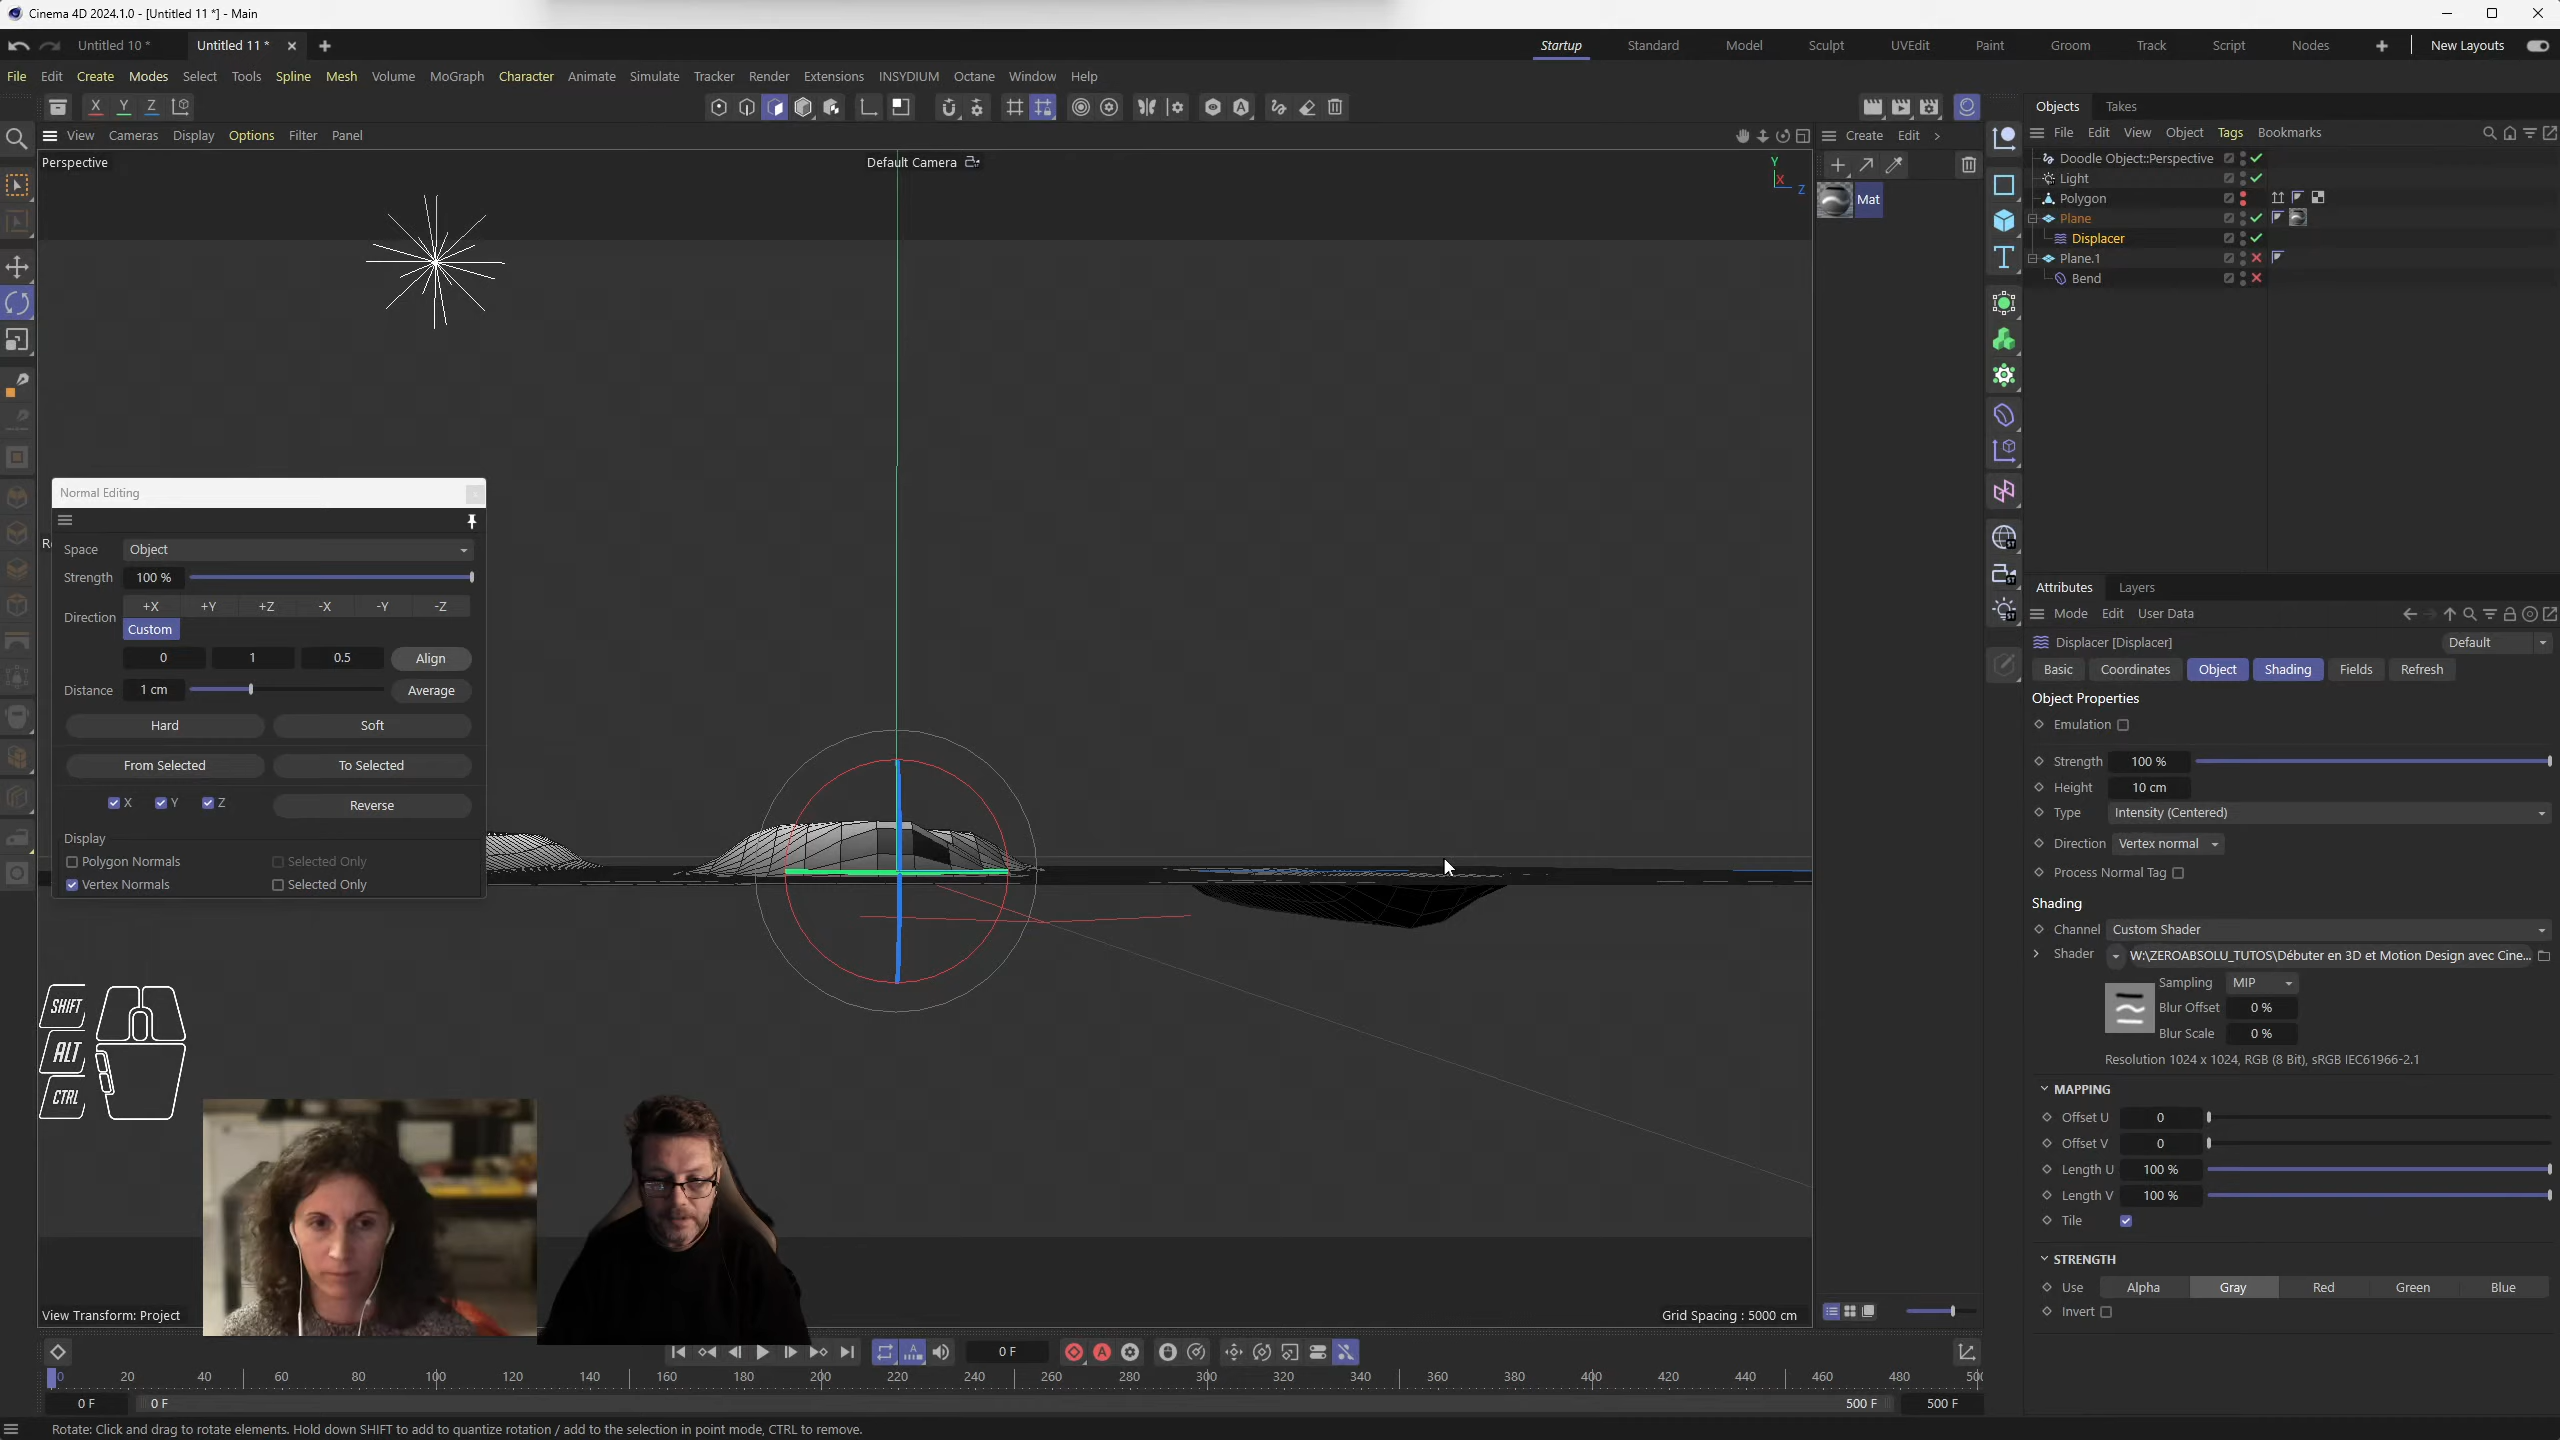 Cinema 4D 2024.1.0 - [Untitled 11 *] - Main
Untitled 10 *
Untitled 11 *
Startup
Standard
Model
Sculpt
UVEdit
Paint
Groom
Track
Script
Nodes
New Layouts
File Edit Create Modes Select Tools Spline Mesh Volume MoGraph Character Animate Simulate Tracker Render Extensions INSYDIUM Octane Window Help
X Y Z
View Cameras Display Options Filter Panel
Perspective
Default Camera
Y
X
Z
Create Edit
Mat
Objects Takes
File Edit View Object Tags Bookmarks
Doodle Object::Perspective
Light
Polygon
Plane
Displacer
Plane.1
Bend
Normal Editing
Space Object
Strength 100 %
Direction +X +Y +Z -X -Y -Z
Custom
0 1 0.5 Align
Distance 1 cm Average
Hard Soft
From Selected To Selected
X Y Z Reverse
Display
Polygon Normals Selected Only
Vertex Normals Selected Only
SHIFT
ALT
CTRL
View Transform: Project
Grid Spacing : 5000 cm
Attributes Layers
Mode Edit User Data
Displacer [Displacer] Default
Basic Coordinates Object Shading Fields Refresh
Object Properties
Emulation
Strength 100 %
Height 10 cm
Type Intensity (Centered)
Direction Vertex normal
Process Normal Tag
Shading
Channel Custom Shader
Shader W:\ZEROABSOLU_TUTOS\Débuter en 3D et Motion Design avec Cine...
Sampling MIP
Blur Offset 0 %
Blur Scale 0 %
Resolution 1024 x 1024, RGB (8 Bit), sRGB IEC61966-2.1
MAPPING
Offset U 0
Offset V 0
Length U 100 %
Length V 100 %
Tile
STRENGTH
Use Alpha Gray Red Green Blue
Invert
0 F
0 20 40 60 80 100 120 140 160 180 200 220 240 260 280 300 320 340 360 380 400 420 440 460 480 500
0 F 0 F 500 F 500 F
Rotate: Click and drag to rotate elements. Hold down SHIFT to add to quantize rotation / add to the selection in point mode, CTRL to remove.